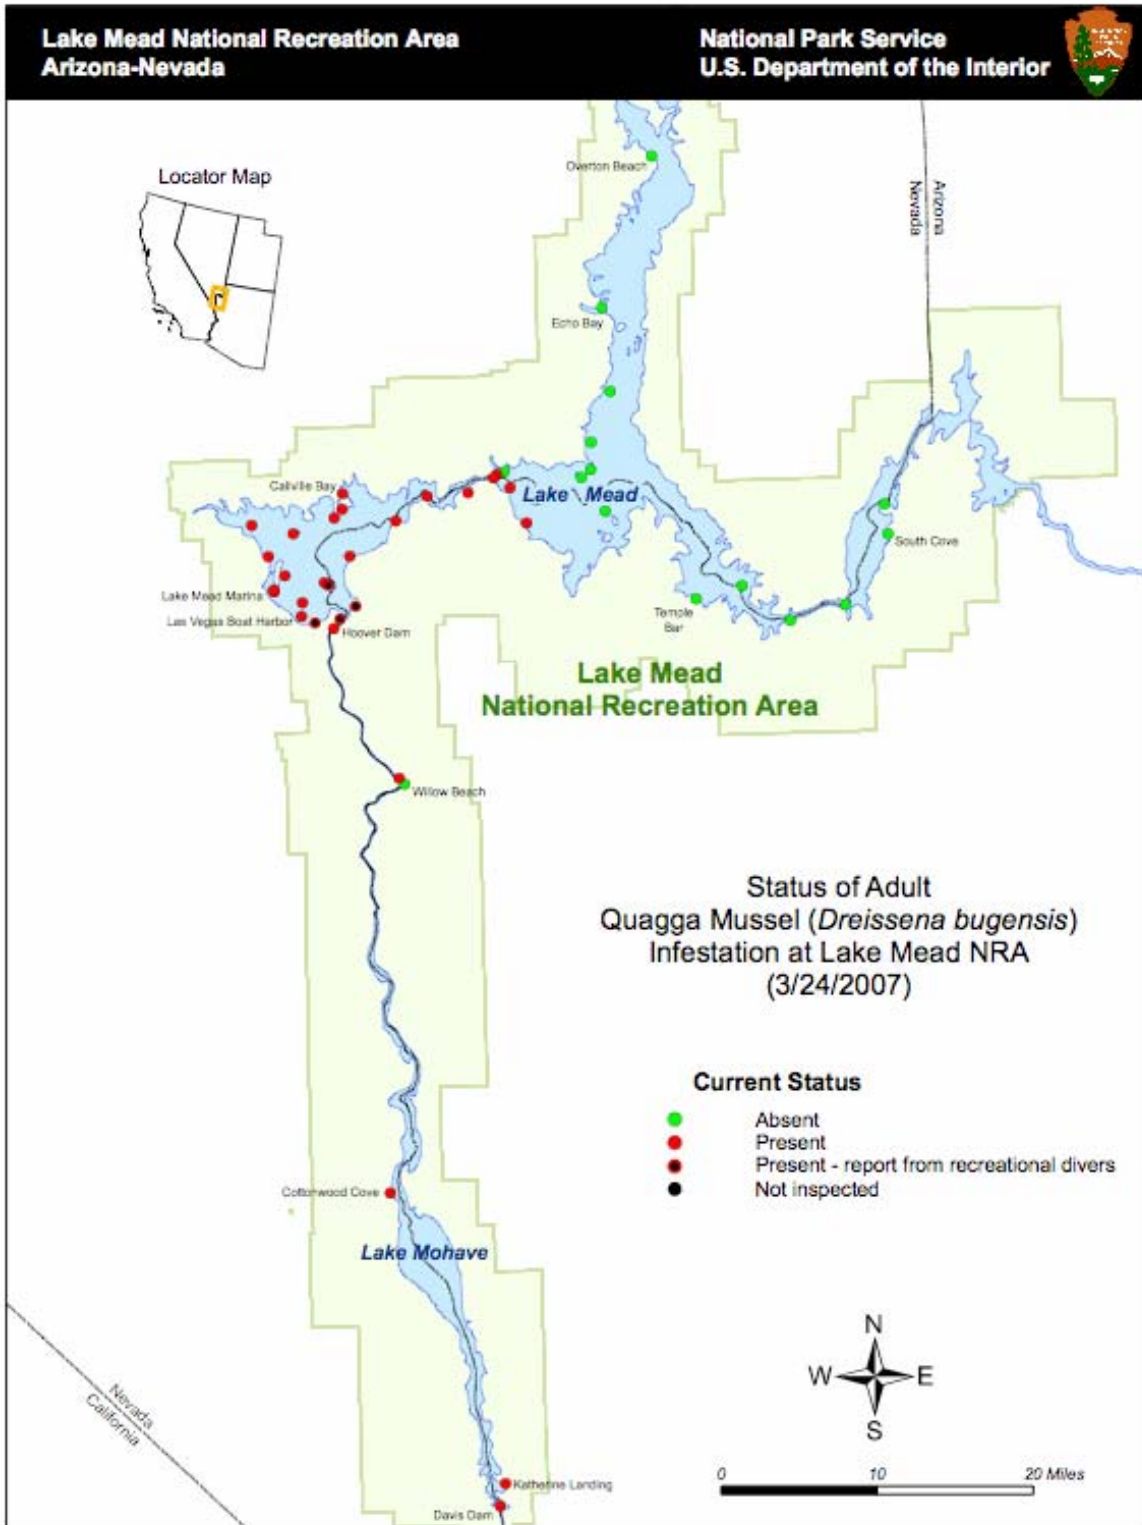 Lake Mead National Recreation Area
Arizona-Nevada
National Park Service
U.S. Department of the Interior
Locator Map
Overton Beach
Arizona
Nevada
Echo Bay
Callville Bay
Lake Mead
South Cove
Lake Mead Marina
Temple
Bar
Las Vegas Boat Harbor
Hoover Dam
Lake Mead
National Recreation Area
Willow Beach
Status of Adult
Quagga Mussel (Dreissena bugensis)
Infestation at Lake Mead NRA
(3/24/2007)
Current Status
Absent
Present
Present - report from recreational divers
Not inspected
Cottonwood Cove
Lake Mohave
Nevada
California
N
W
E
S
Katherine Landing
Davis Dam
0
10
20 Miles